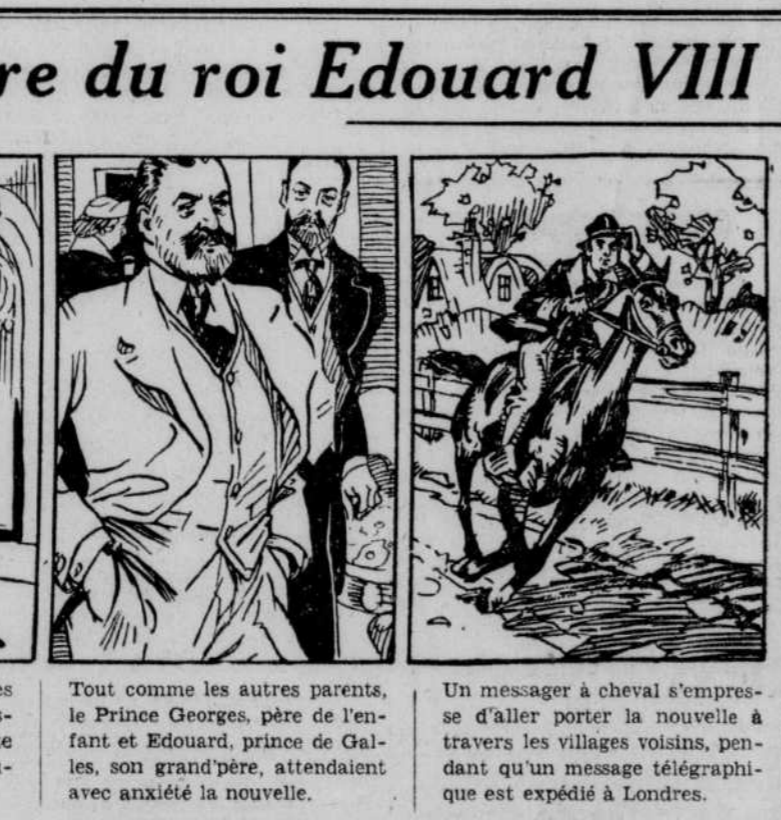 re du roi Edouard VIII
es
s-
e
i-
Tout comme les autres parents,
le Prince Georges, père de l'en-
fant et Edouard, prince de Gal-
les, son grand'père, attendaient
avec anxiété la nouvelle.
Un messager à cheval s'empres-
se d'aller porter la nouvelle à
travers les villages voisins, pen-
dant qu'un message télégraphi-
que est expédié à Londres.